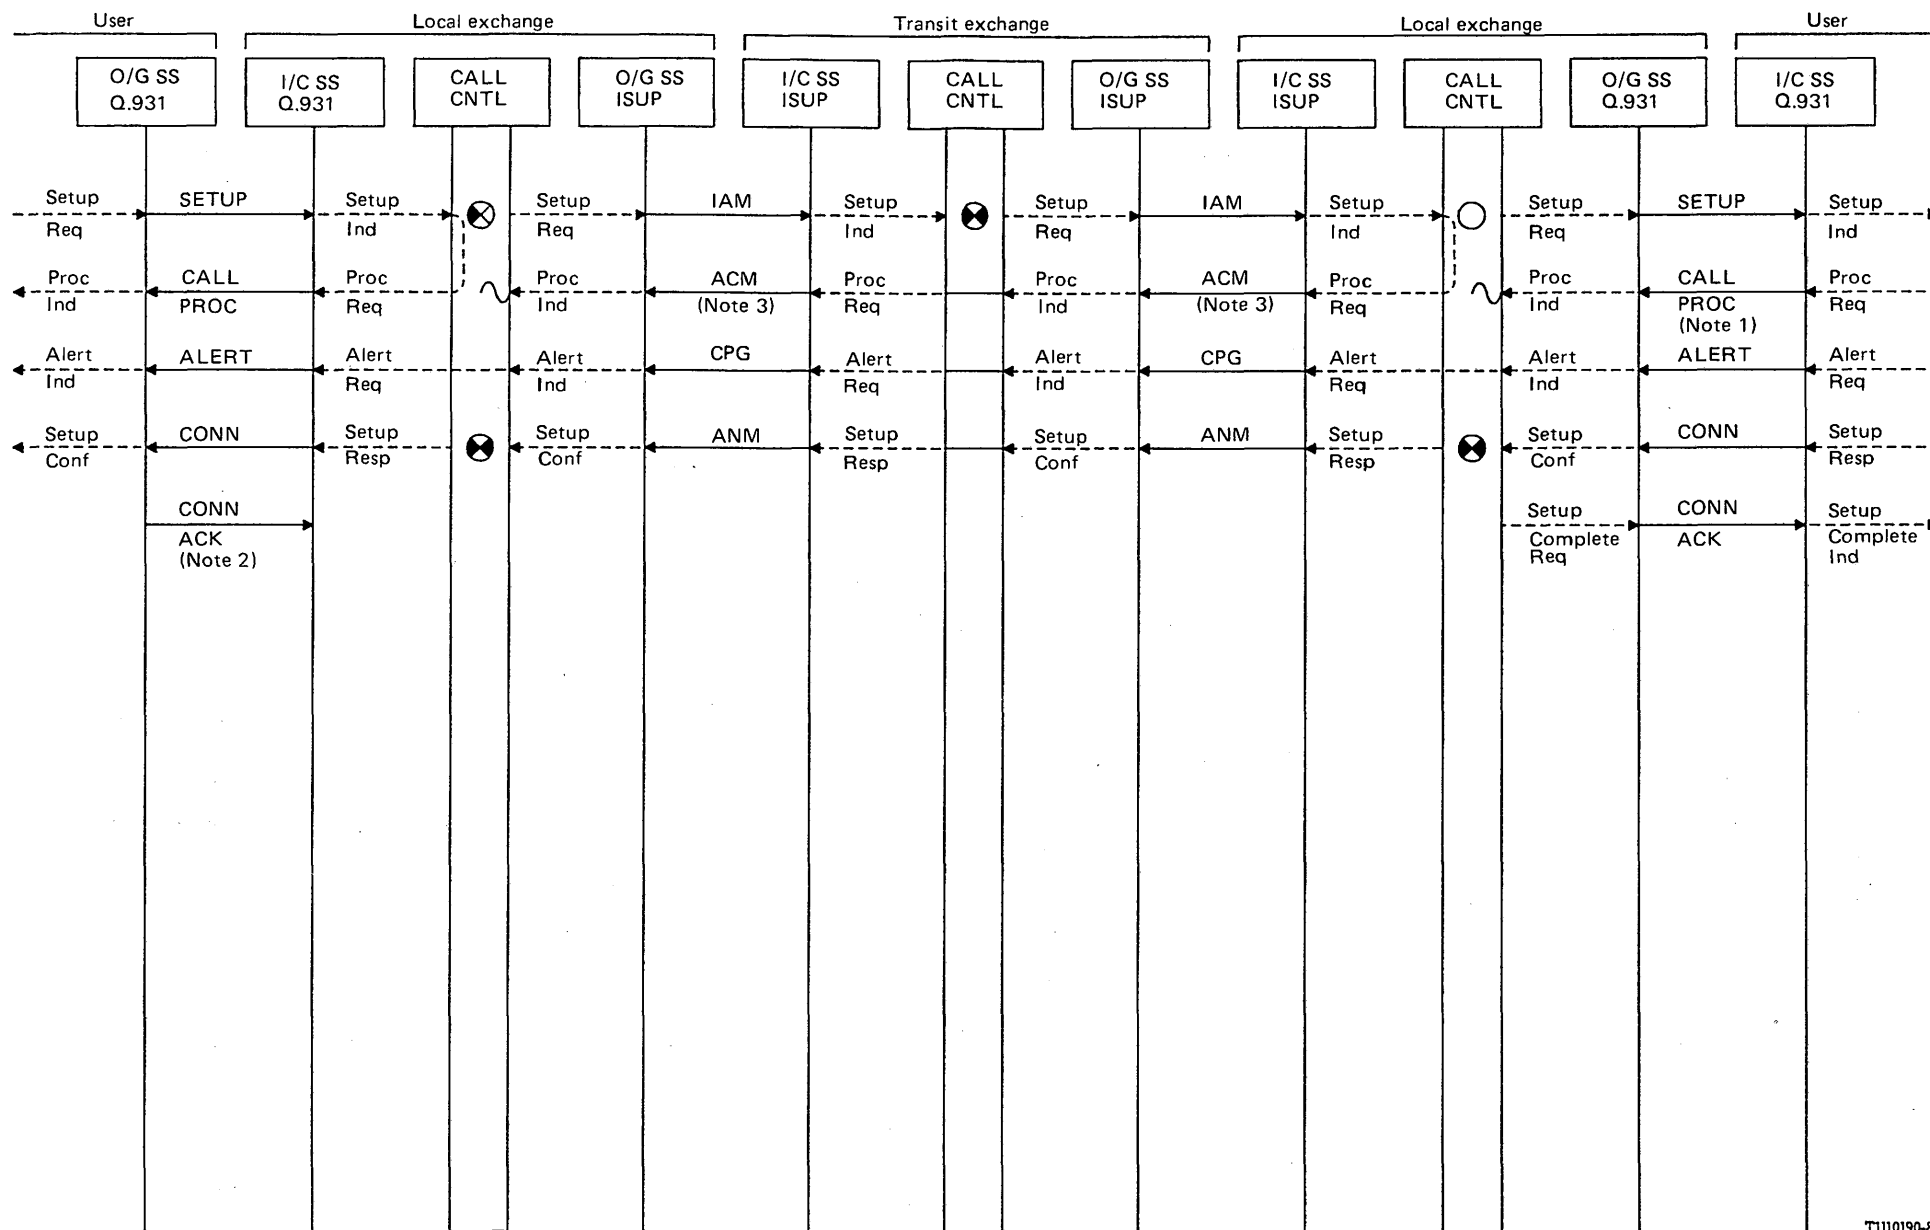 User Local exchange Transit exchange Local exchange User
O/G SS I/C SS CALL O/G SS I/C SS CALL O/G SS I/C SS CALL O/G SS I/C SS
Q.931 Q.931 CNTL ISUP ISUP CNTL ISUP ISUP CNTL Q.931 Q.931
Setup SETUP Setup Setup IAM Setup Setup IAM Setup Setup SETUP Setup
Req Ind Req Ind Req Ind Req Ind
Proc CALL Proc Proc ACM Proc Proc ACM Proc Proc CALL Proc
Ind PROC Req Ind (Note 3) Req Ind (Note 3) Req Ind PROC Req
(Note 1)
Alert ALERT Alert Alert CPG Alert Alert CPG Alert Alert ALERT Alert
Ind Req Ind Req Ind Req Ind Req
Setup CONN Setup Setup ANM Setup Setup ANM Setup Setup CONN Setup
Conf Resp Conf Resp Conf Resp Conf Resp
CONN Setup CONN Setup
ACK Complete ACK Complete
(Note 2) Req Ind